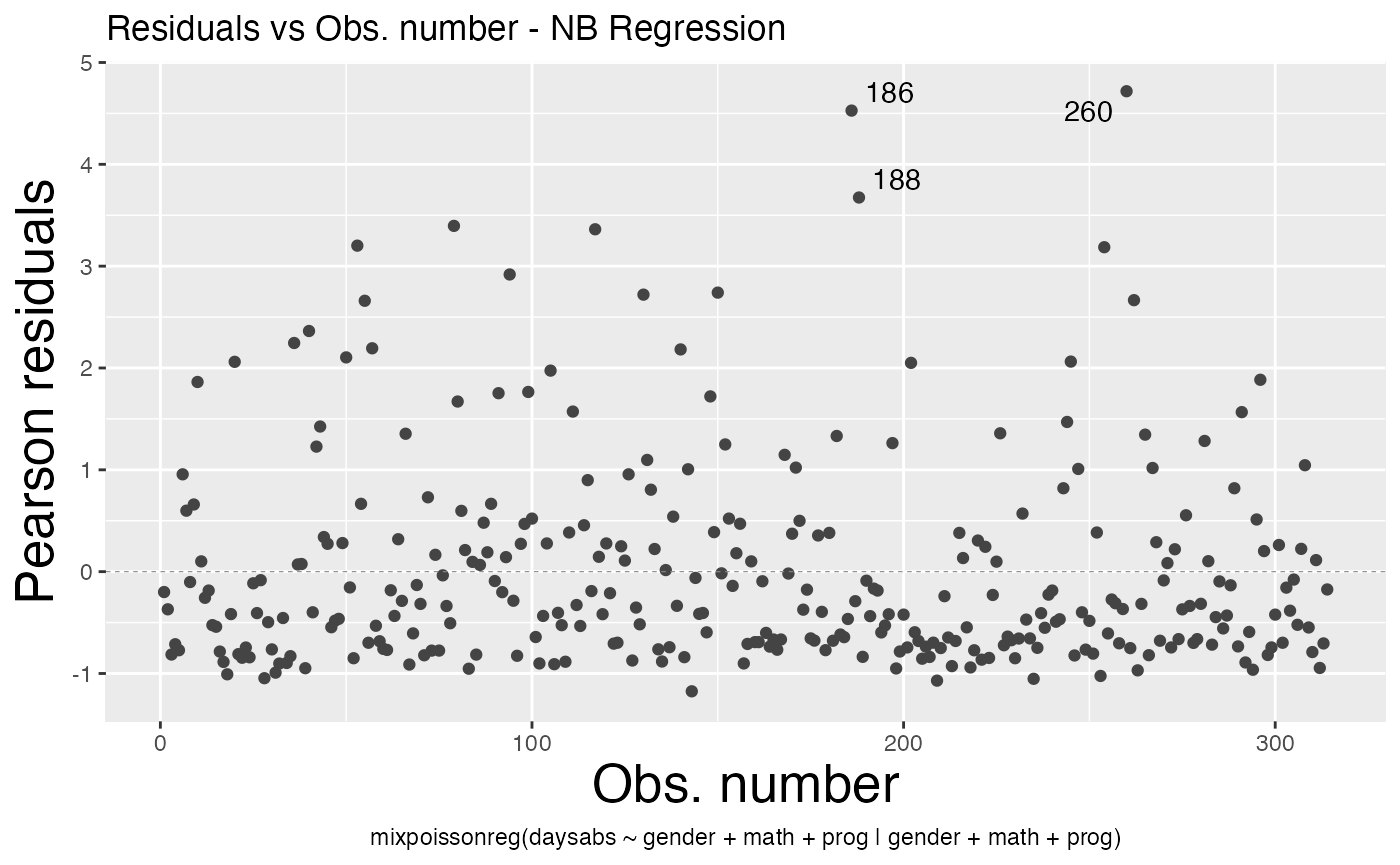 Residuals vs Obs. number - NB Regression
5
186
260
4
188
3
2
1
0
-1
Pearson residuals
0 100 200 300
Obs. number
mixpoissonreg(daysabs ~ gender + math + prog | gender + math + prog)